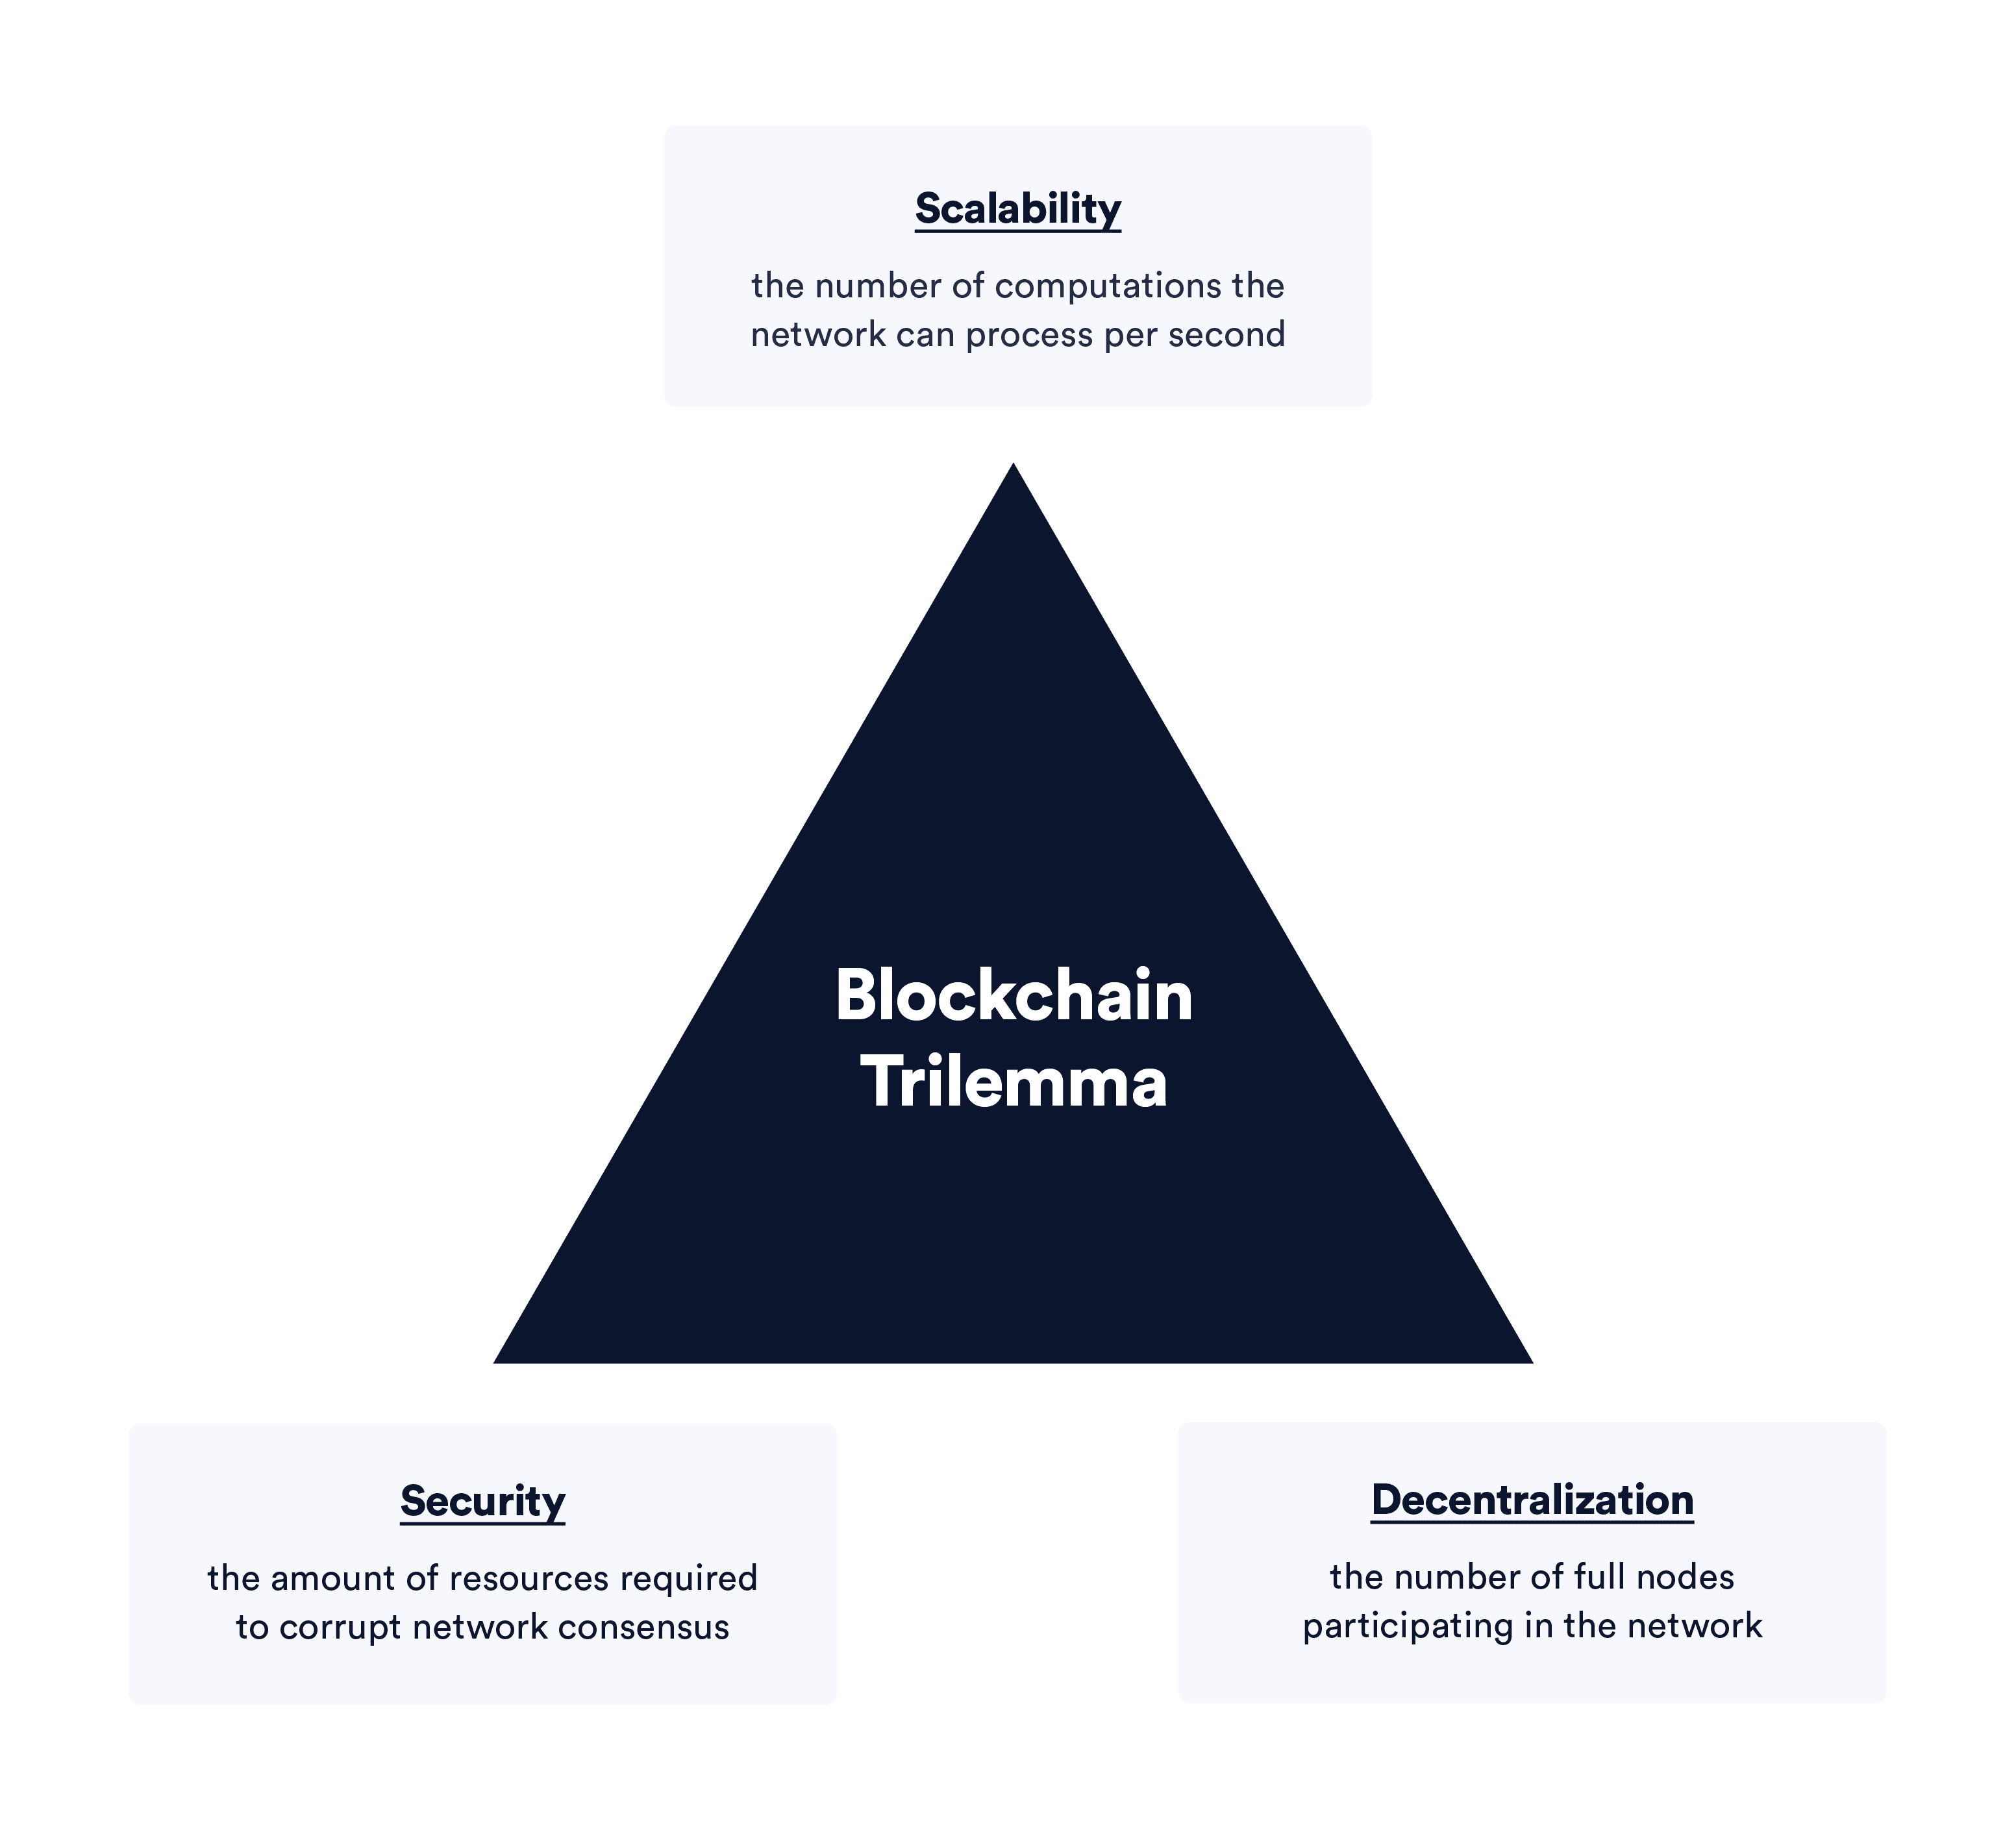 Scalability
the number of computations the
network can process per second
Blockchain
Trilemma
Security
the amount of resources required
to corrupt network consensus
Decentralization
the number of full nodes
participating in the network